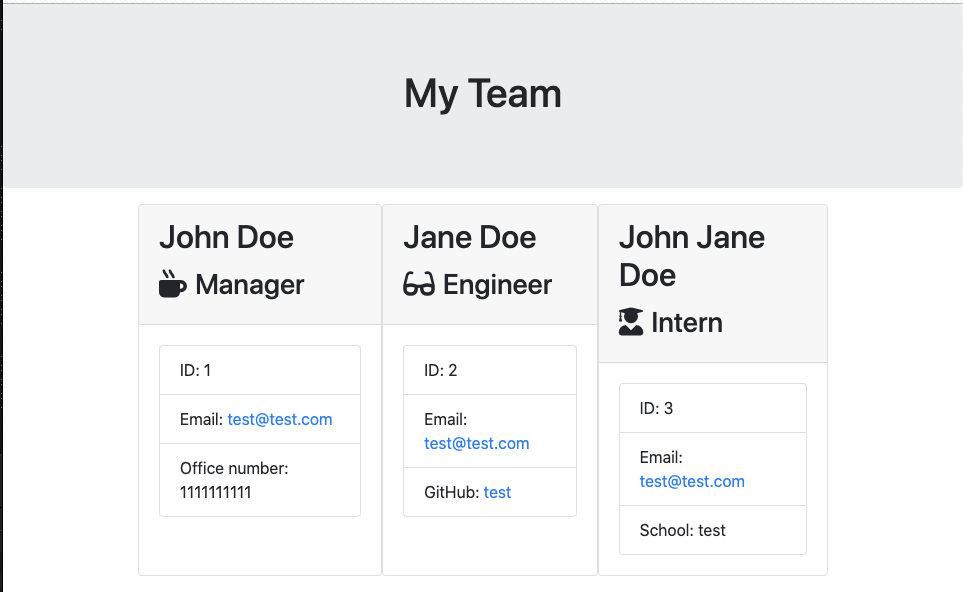 My Team
John Doe
Manager
ID: 1
Email: test@test.com
Office number:
1111111111
Jane Doe
Engineer
ID: 2
Email:
test@test.com
GitHub: test
John Jane
Doe
Intern
ID: 3
Email:
test@test.com
School: test